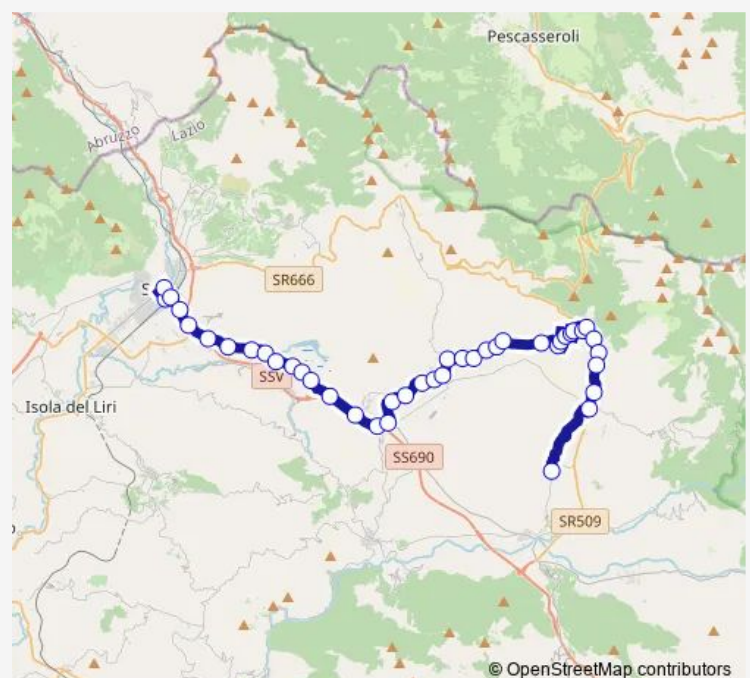 Pescasseroli
Abruzzo
Lazio
SR666
S
SSV
Isola del Liri
SS690
SR509
© OpenStreetMap contributors